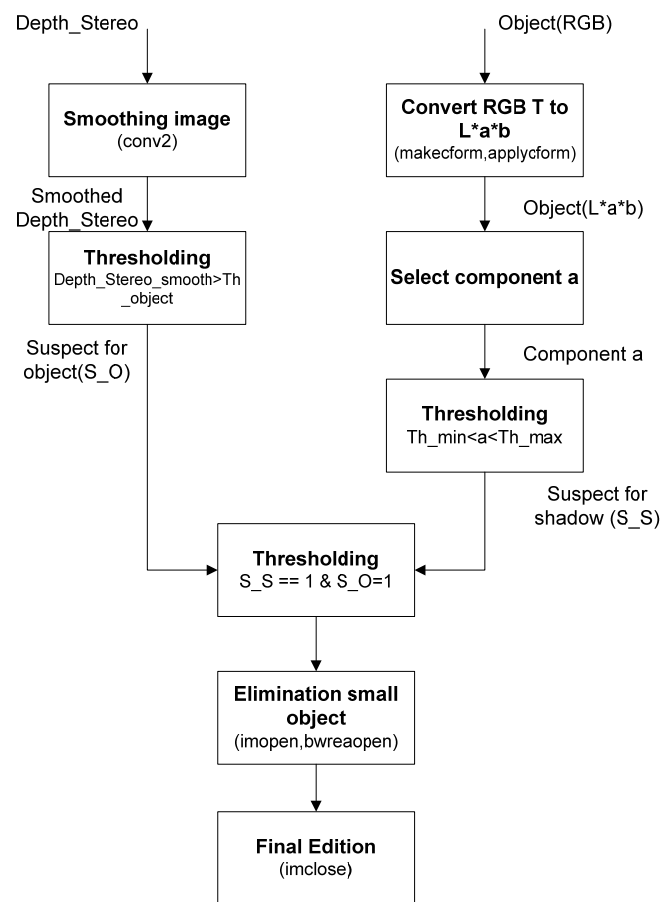 Depth_Stereo
Object(RGB)
Smoothing image
(conv2)
Convert RGB T to
L*a*b
(makecform,applycform)
Smoothed
Depth_Stereo
Object(L*a*b)
Thresholding
Depth_Stereo_smooth>Th
_object
Select component a
Suspect for
object(S_O)
Component a
Thresholding
Th_min<a<Th_max
Suspect for
shadow (S_S)
Thresholding
S_S == 1 & S_O=1
Elimination small
object
(imopen,bwreaopen)
Final Edition
(imclose)